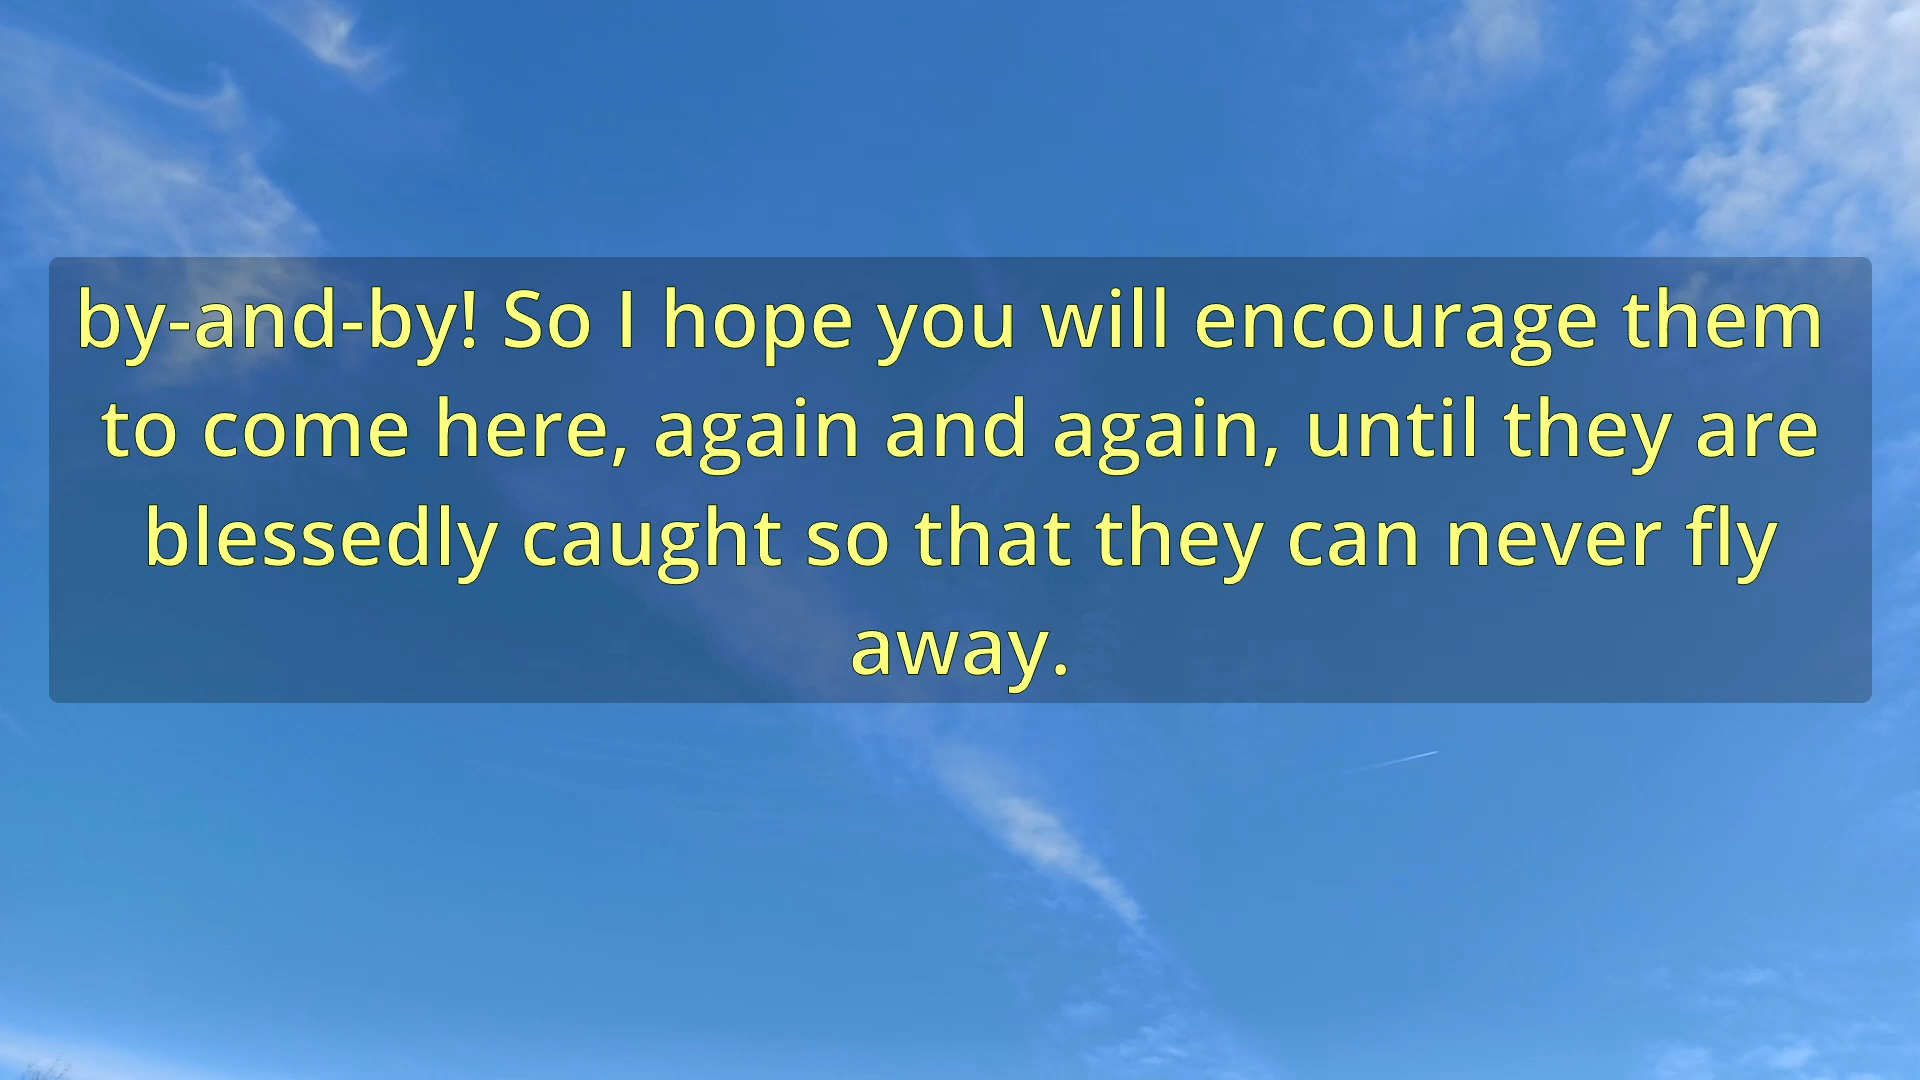 by-and-by! So I hope you will encourage them
to come here, again and again, until they are
blessedly caught so that they can never fly
away.